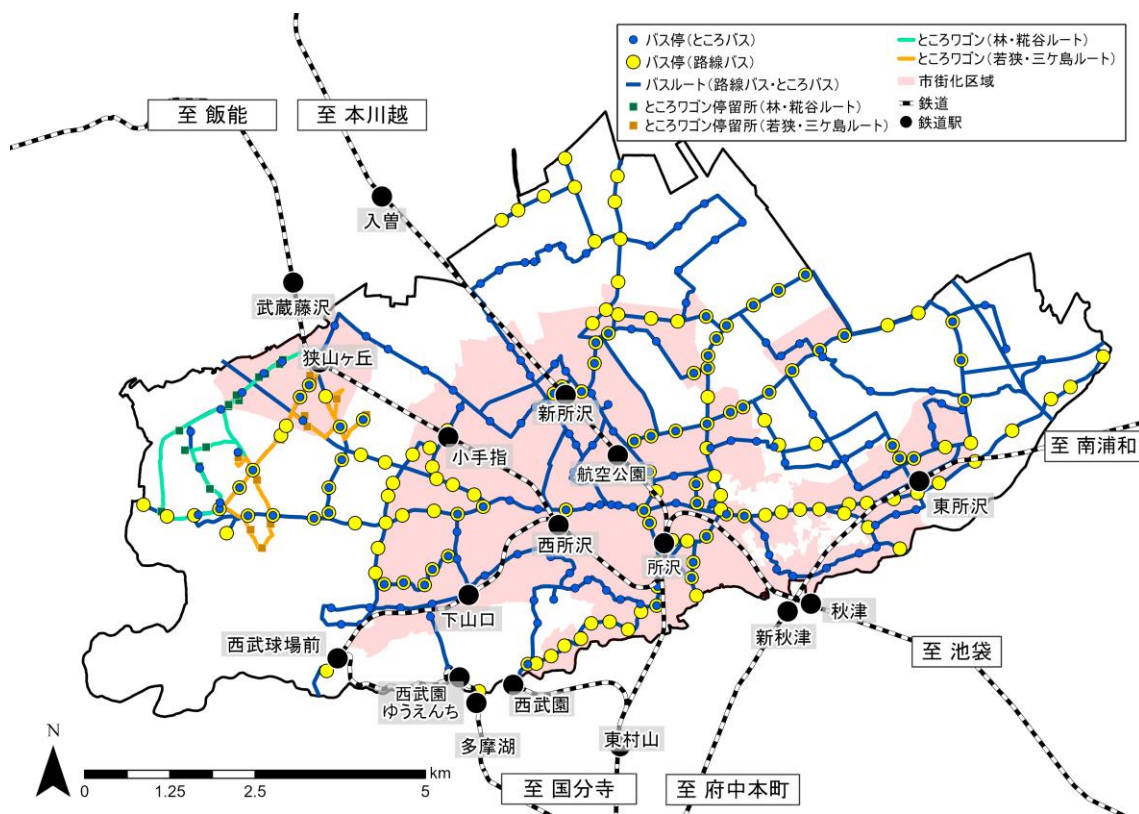 バス停(ところバス)
バス停(路線バス)
バスルート(路線バス・ところバス)
ところワゴン停留所(林・糀谷ルート)
ところワゴン停留所(若狭・三ケ島ルート)
ところワゴン(林・糀谷ルート)
ところワゴン(若狭・三ケ島ルート)
市街化区域
鉄道
鉄道駅
至 飯能
至 本川越
入曽
武蔵藤沢
狭山ヶ丘
新所沢
小手指
航空公園
至 南浦和
東所沢
西所沢
所沢
下山口
秋津
新秋津
西武球場前
至 池袋
西武園
ゆうえんち
西武園
多摩湖
東村山
至 国分寺
至 府中本町
N
km
0 1.25 2.5 5